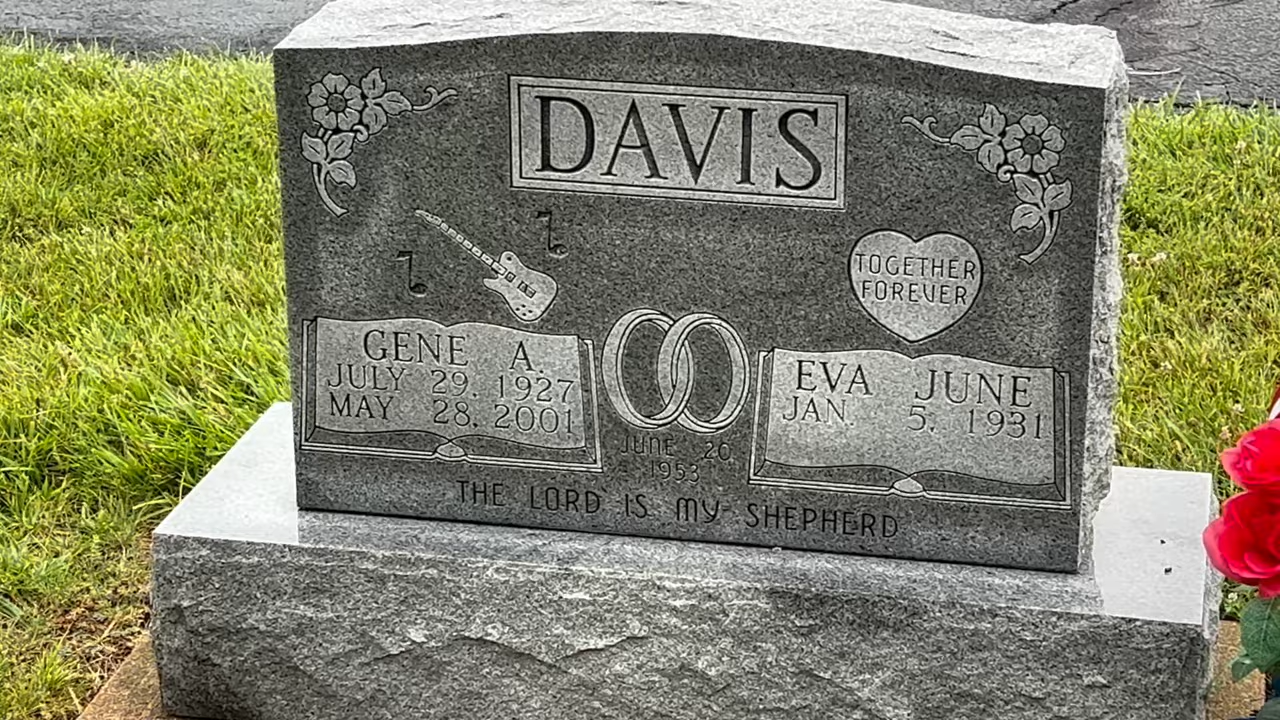 DAVIS
TOGETHER
FOREVER
GENE A.
JULY 29. 1927
MAY 28. 2001
EVA JUNE
JAN. 5. 1931
JUNE 20,
1953
THE LORD IS MY SHEPHERD